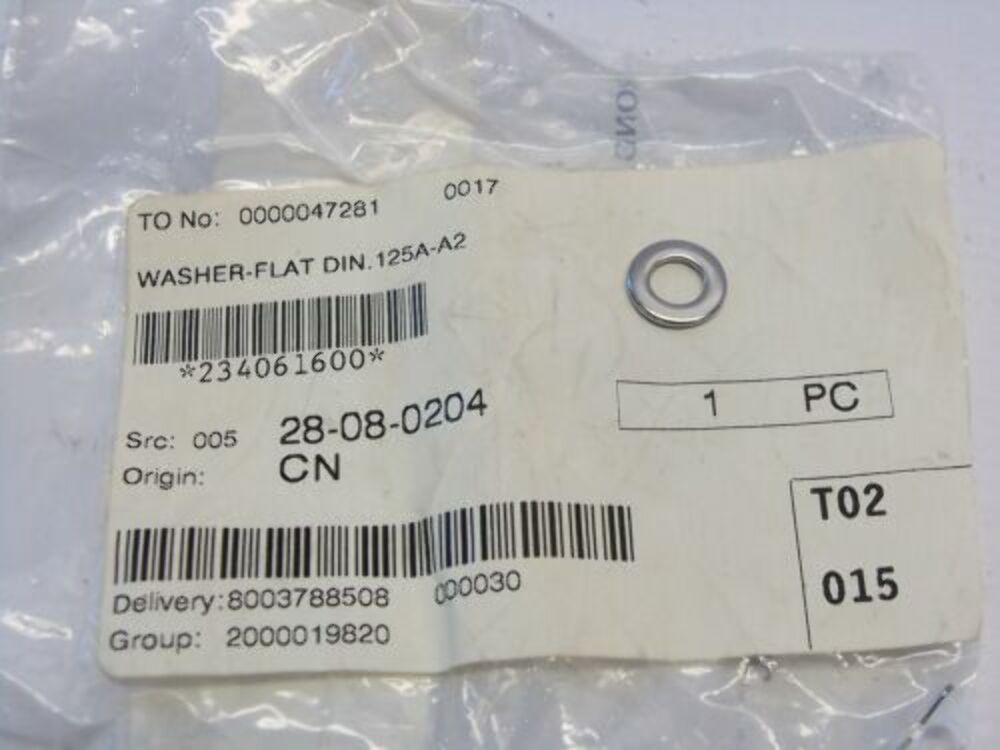 TO No: 0000047281 0017
WASHER-FLAT DIN.125A-A2
*234061600*
1 PC
Src: 005 28-08-0204
Origin: CN
T02
015
Delivery:8003788508 000030
Group: 2000019820